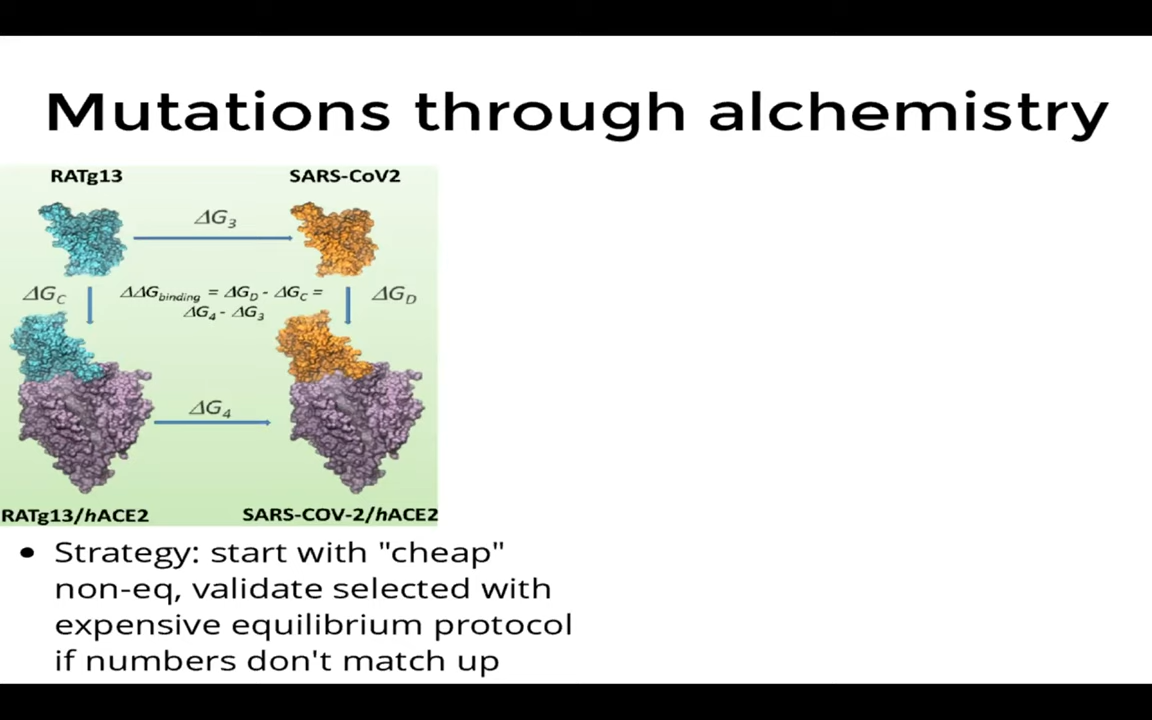 Mutations through alchemistry
RATg13 SARS-CoV2
ΔG3
ΔGC ΔΔGbinding = ΔGD - ΔGC = ΔGD
ΔG4 - ΔG3
ΔG4
RATg13/hACE2 SARS-COV-2/hACE2
• Strategy: start with "cheap"
non-eq, validate selected with
expensive equilibrium protocol
if numbers don't match up